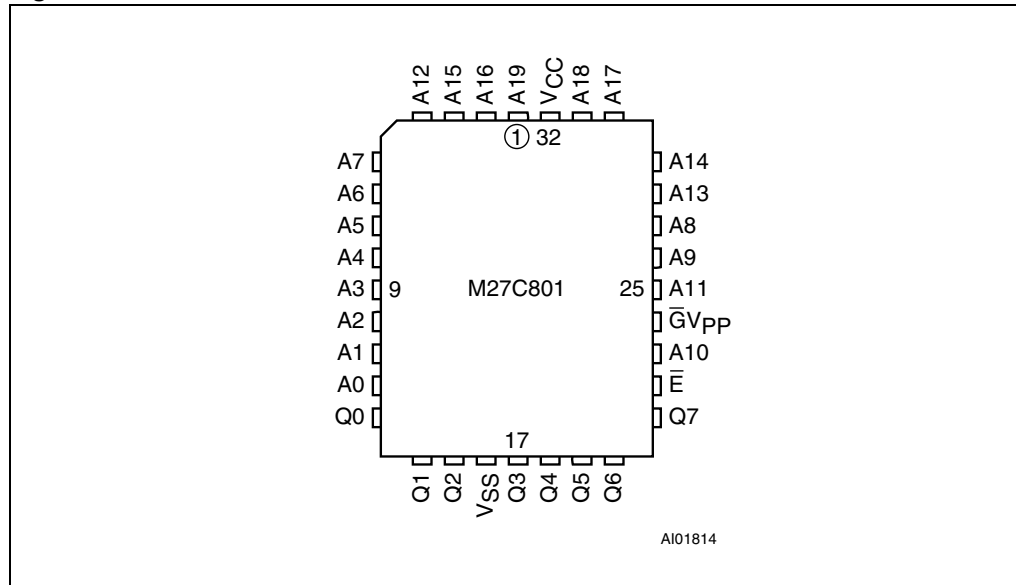 A12 A15 A16 A19 VCC A18 A17
① 32
A7 A14
A6 A13
A5 A8
A4 A9
A3 9 M27C801 25 A11
A2 G̅VPP
A1 A10
A0 E̅
Q0 Q7
17
Q1 Q2 VSS Q3 Q4 Q5 Q6
AI01814